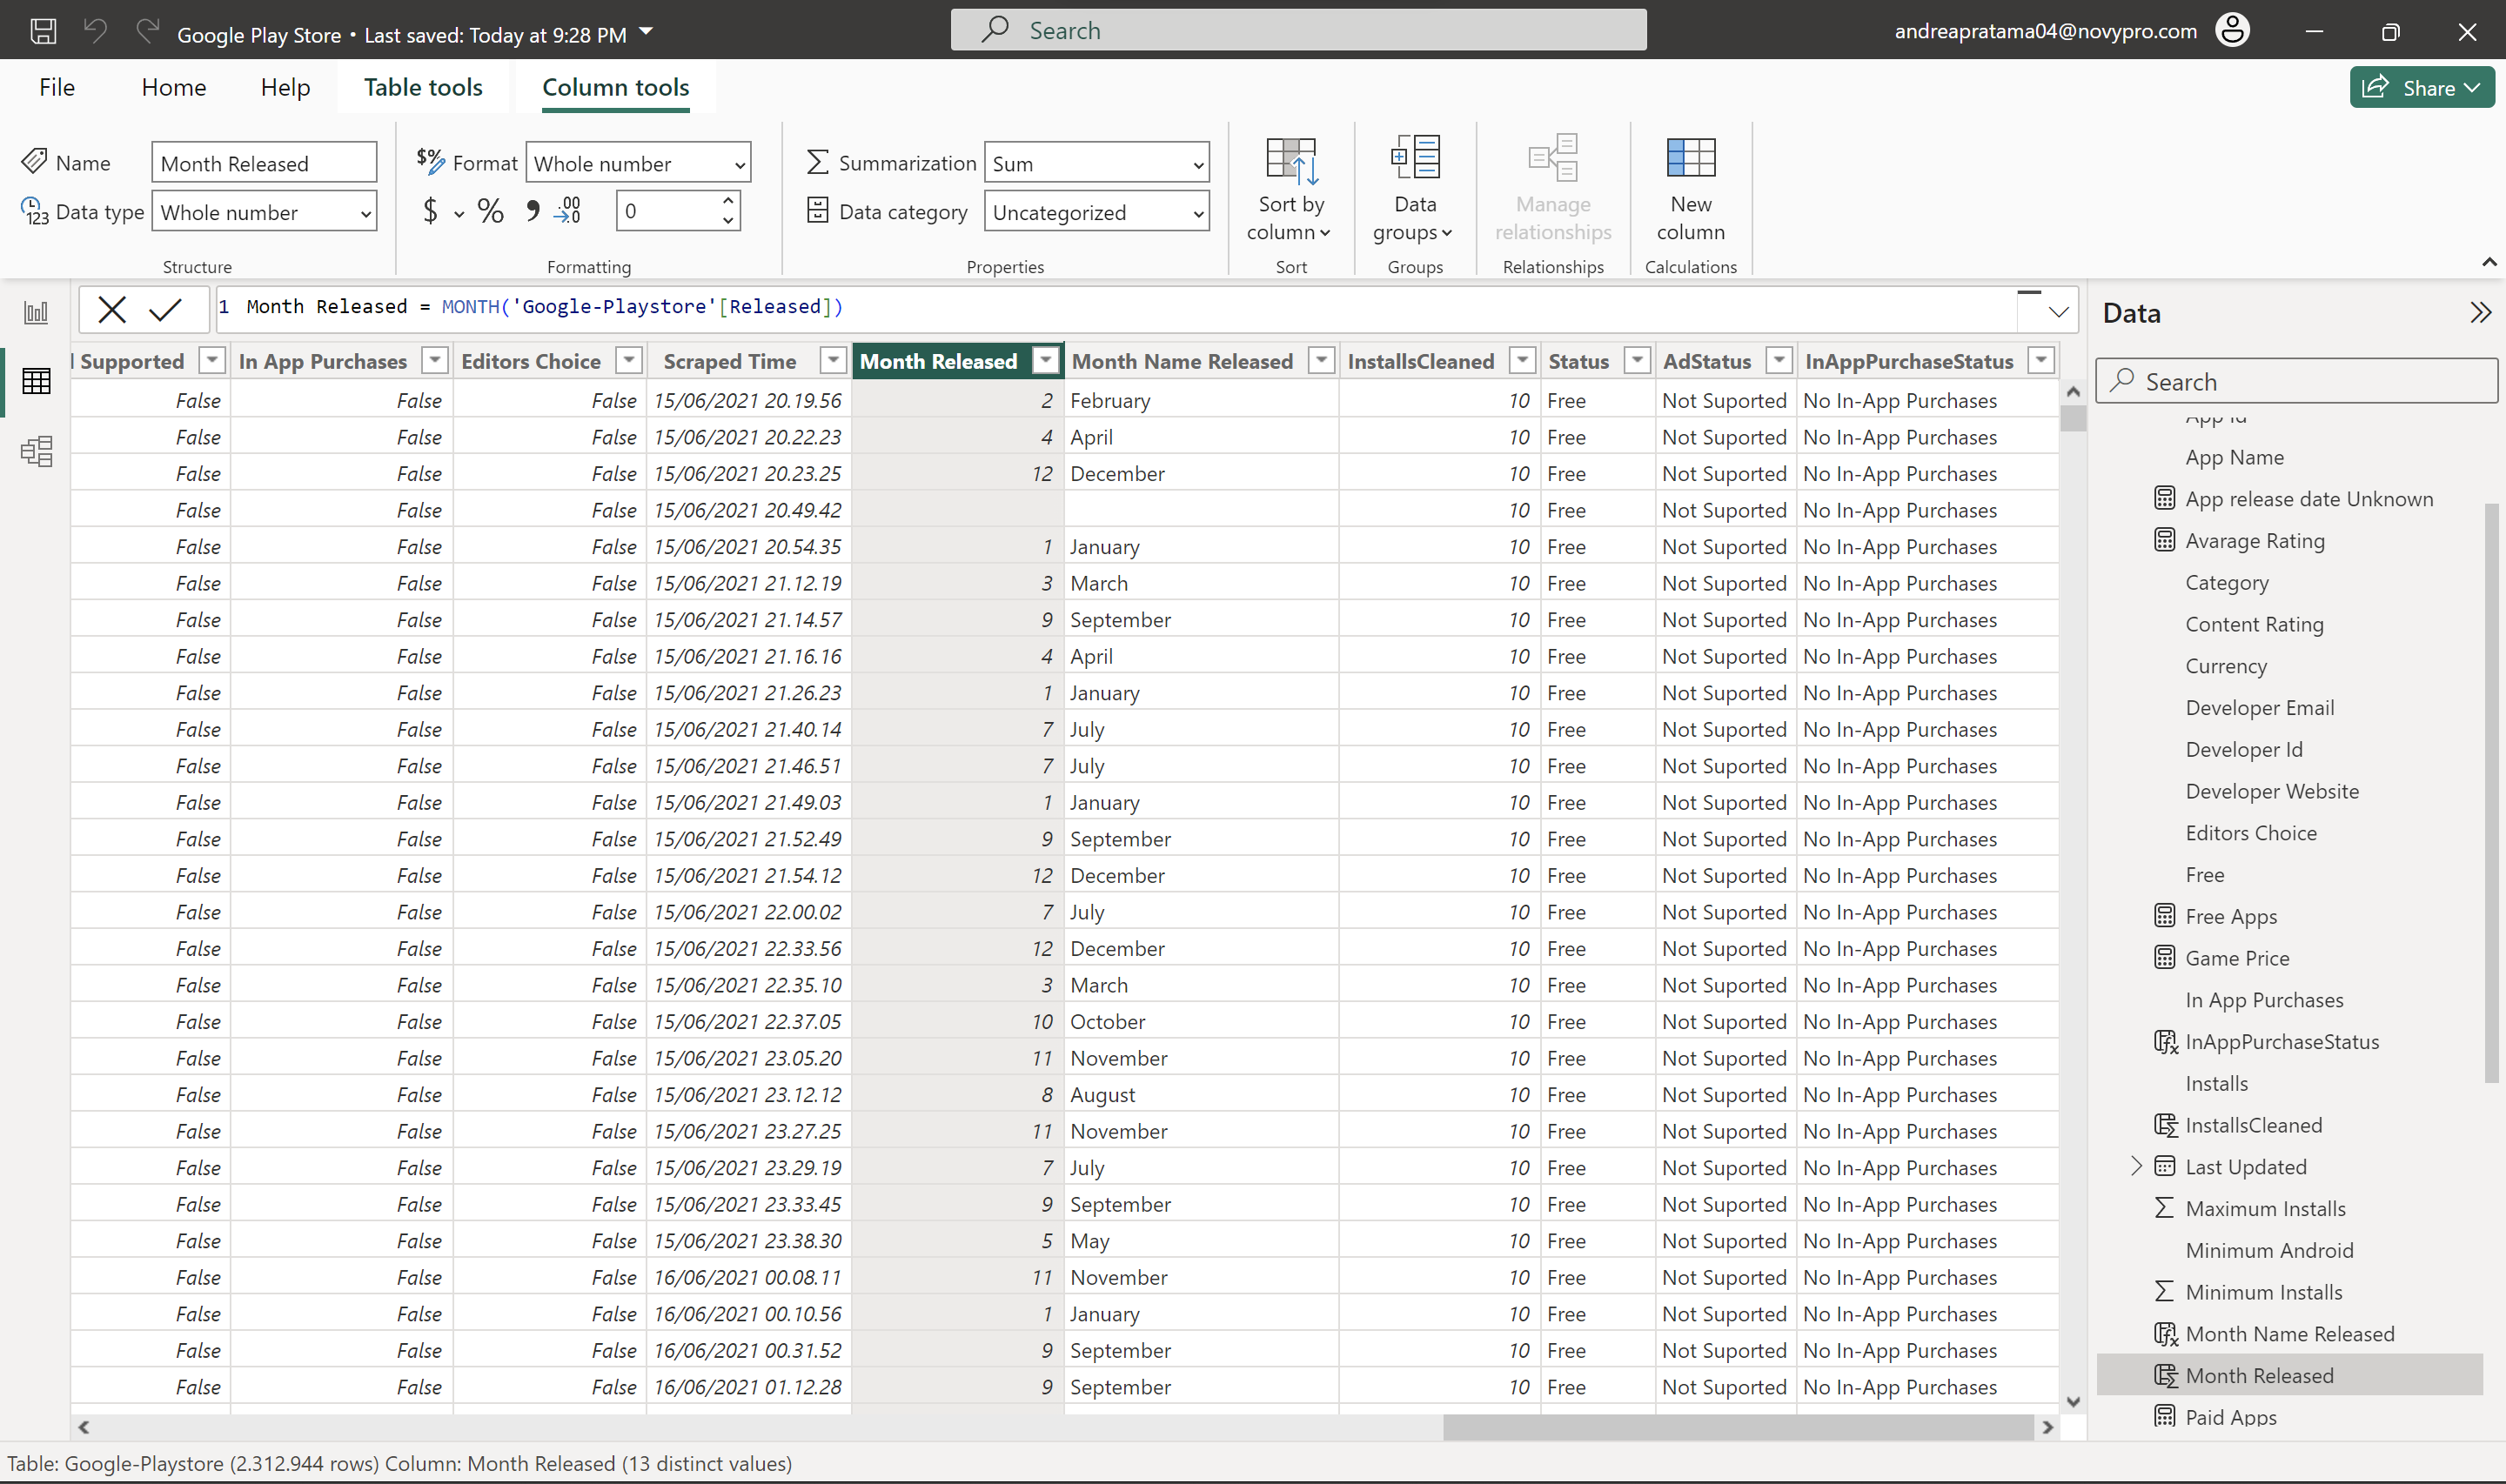 Google Play Store • Last saved: Today at 9:28 PM
Search
andreapratama04@novypro.com
File Home Help Table tools Column tools
Share
Name Month Released
Data type Whole number
Structure
$% Format Whole number
$ % , .00 0
Formatting
Summarization Sum
Data category Uncategorized
Properties
Sort by column
Sort
Data groups
Groups
Manage relationships
Relationships
New column
Calculations
1 Month Released = MONTH('Google-Playstore'[Released])
Supported In App Purchases Editors Choice Scraped Time Month Released Month Name Released InstallsCleaned Status AdStatus InAppPurchaseStatus
False False False 15/06/2021 20.19.56 2 February 10 Free Not Suported No In-App Purchases
False False False 15/06/2021 20.22.23 4 April 10 Free Not Suported No In-App Purchases
False False False 15/06/2021 20.23.25 12 December 10 Free Not Suported No In-App Purchases
False False False 15/06/2021 20.49.42 10 Free Not Suported No In-App Purchases
False False False 15/06/2021 20.54.35 1 January 10 Free Not Suported No In-App Purchases
False False False 15/06/2021 21.12.19 3 March 10 Free Not Suported No In-App Purchases
False False False 15/06/2021 21.14.57 9 September 10 Free Not Suported No In-App Purchases
False False False 15/06/2021 21.16.16 4 April 10 Free Not Suported No In-App Purchases
False False False 15/06/2021 21.26.23 1 January 10 Free Not Suported No In-App Purchases
False False False 15/06/2021 21.40.14 7 July 10 Free Not Suported No In-App Purchases
False False False 15/06/2021 21.46.51 7 July 10 Free Not Suported No In-App Purchases
False False False 15/06/2021 21.49.03 1 January 10 Free Not Suported No In-App Purchases
False False False 15/06/2021 21.52.49 9 September 10 Free Not Suported No In-App Purchases
False False False 15/06/2021 21.54.12 12 December 10 Free Not Suported No In-App Purchases
False False False 15/06/2021 22.00.02 7 July 10 Free Not Suported No In-App Purchases
False False False 15/06/2021 22.33.56 12 December 10 Free Not Suported No In-App Purchases
False False False 15/06/2021 22.35.10 3 March 10 Free Not Suported No In-App Purchases
False False False 15/06/2021 22.37.05 10 October 10 Free Not Suported No In-App Purchases
False False False 15/06/2021 23.05.20 11 November 10 Free Not Suported No In-App Purchases
False False False 15/06/2021 23.12.12 8 August 10 Free Not Suported No In-App Purchases
False False False 15/06/2021 23.27.25 11 November 10 Free Not Suported No In-App Purchases
False False False 15/06/2021 23.29.19 7 July 10 Free Not Suported No In-App Purchases
False False False 15/06/2021 23.33.45 9 September 10 Free Not Suported No In-App Purchases
False False False 15/06/2021 23.38.30 5 May 10 Free Not Suported No In-App Purchases
False False False 16/06/2021 00.08.11 11 November 10 Free Not Suported No In-App Purchases
False False False 16/06/2021 00.10.56 1 January 10 Free Not Suported No In-App Purchases
False False False 16/06/2021 00.31.52 9 September 10 Free Not Suported No In-App Purchases
False False False 16/06/2021 01.12.28 9 September 10 Free Not Suported No In-App Purchases
Data
Search
App Id
App Name
App release date Unknown
Avarage Rating
Category
Content Rating
Currency
Developer Email
Developer Id
Developer Website
Editors Choice
Free
Free Apps
Game Price
In App Purchases
InAppPurchaseStatus
Installs
InstallsCleaned
Last Updated
Maximum Installs
Minimum Android
Minimum Installs
Month Name Released
Month Released
Paid Apps
Table: Google-Playstore (2.312.944 rows) Column: Month Released (13 distinct values)